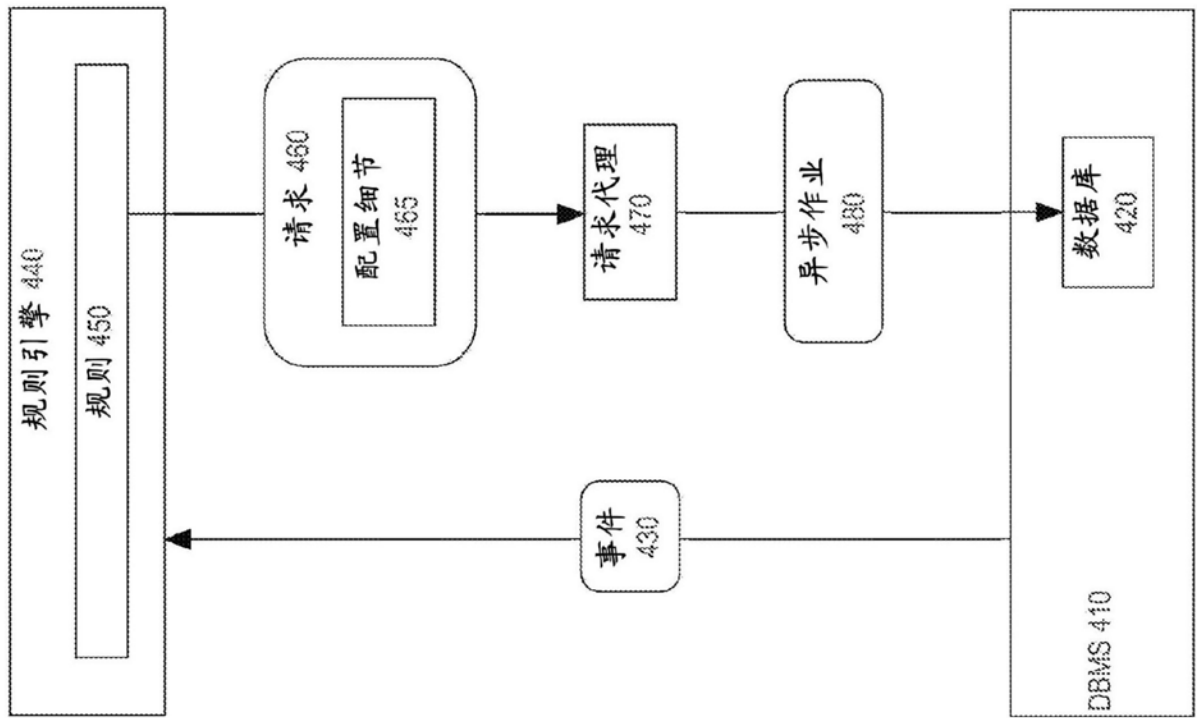 规则引擎 440
规则 450
请求 460
配置细节
465
请求代理
470
异步作业
480
事件
430
数据库
420
DBMS 410